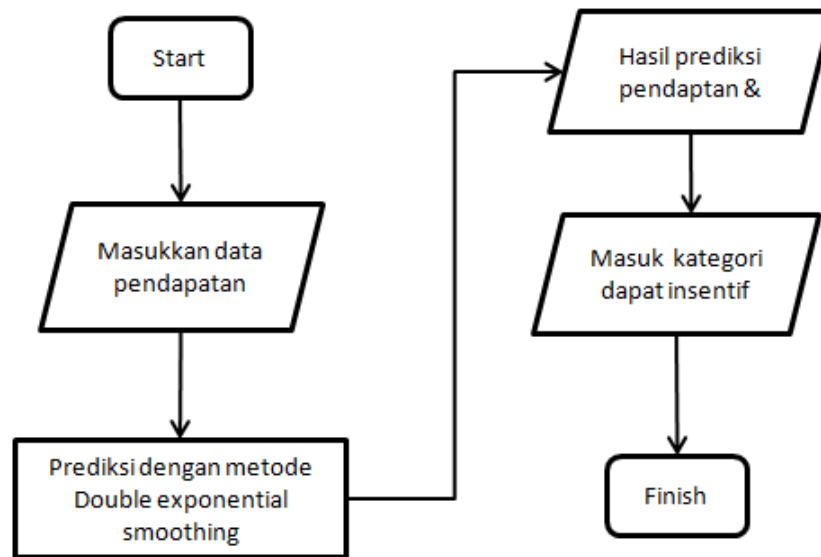 Start
Masukkan data
pendapatan
Prediksi dengan metode
Double exponential
smoothing
Hasil prediksi
pendaptan &
Masuk kategori
dapat insentif
Finish